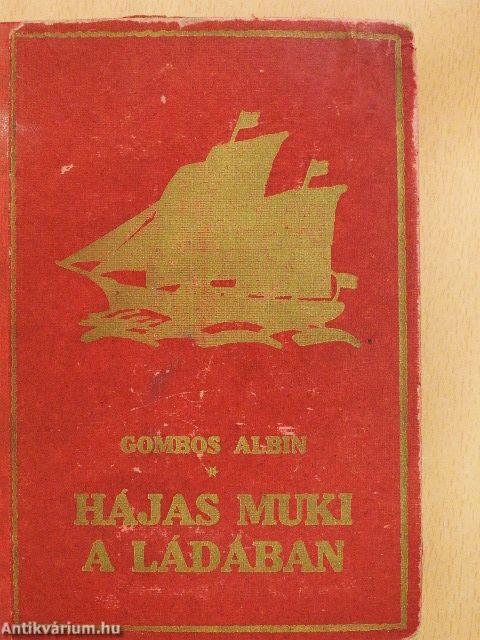 GOMBOS ALBIN
*
HÁJAS MUKI
A LÁDÁBAN
Antikvárium.hu